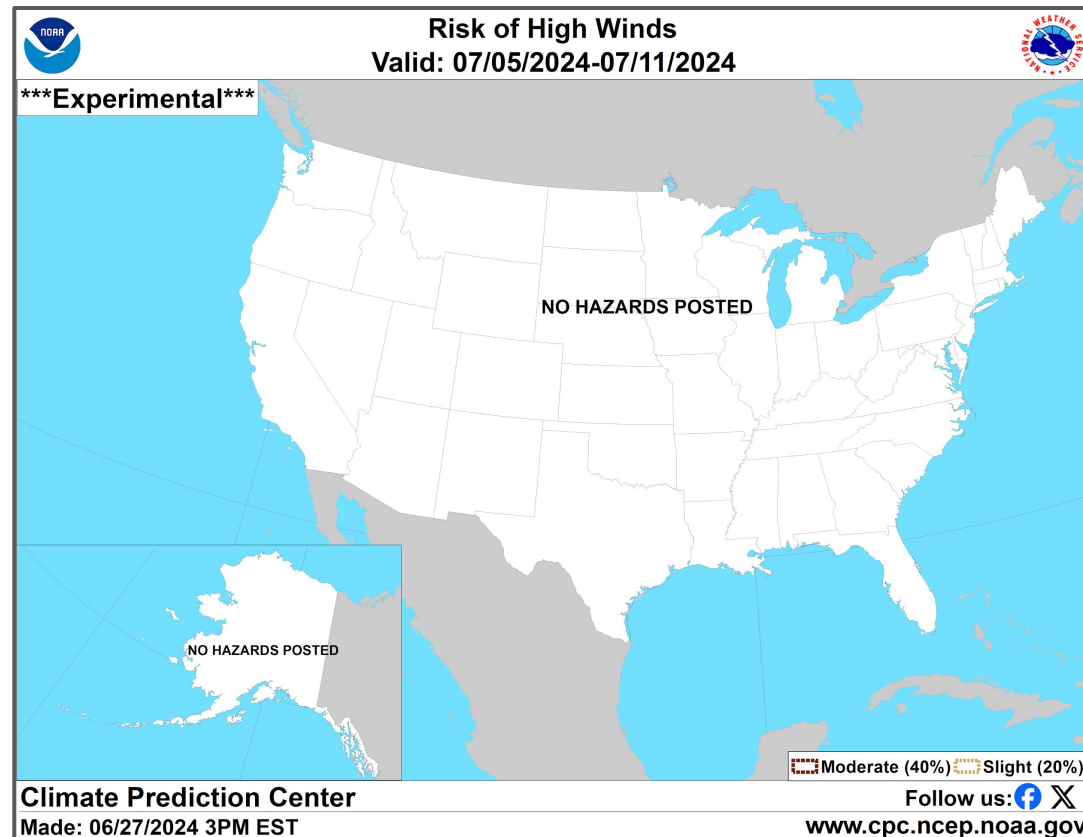 NOAA
Risk of High Winds
Valid: 07/05/2024-07/11/2024
NATIONAL WEATHER SERVICE
***Experimental***
NO HAZARDS POSTED
NO HAZARDS POSTED
Moderate (40%) Slight (20%)
Climate Prediction Center
Follow us:
Made: 06/27/2024 3PM EST
www.cpc.ncep.noaa.gov